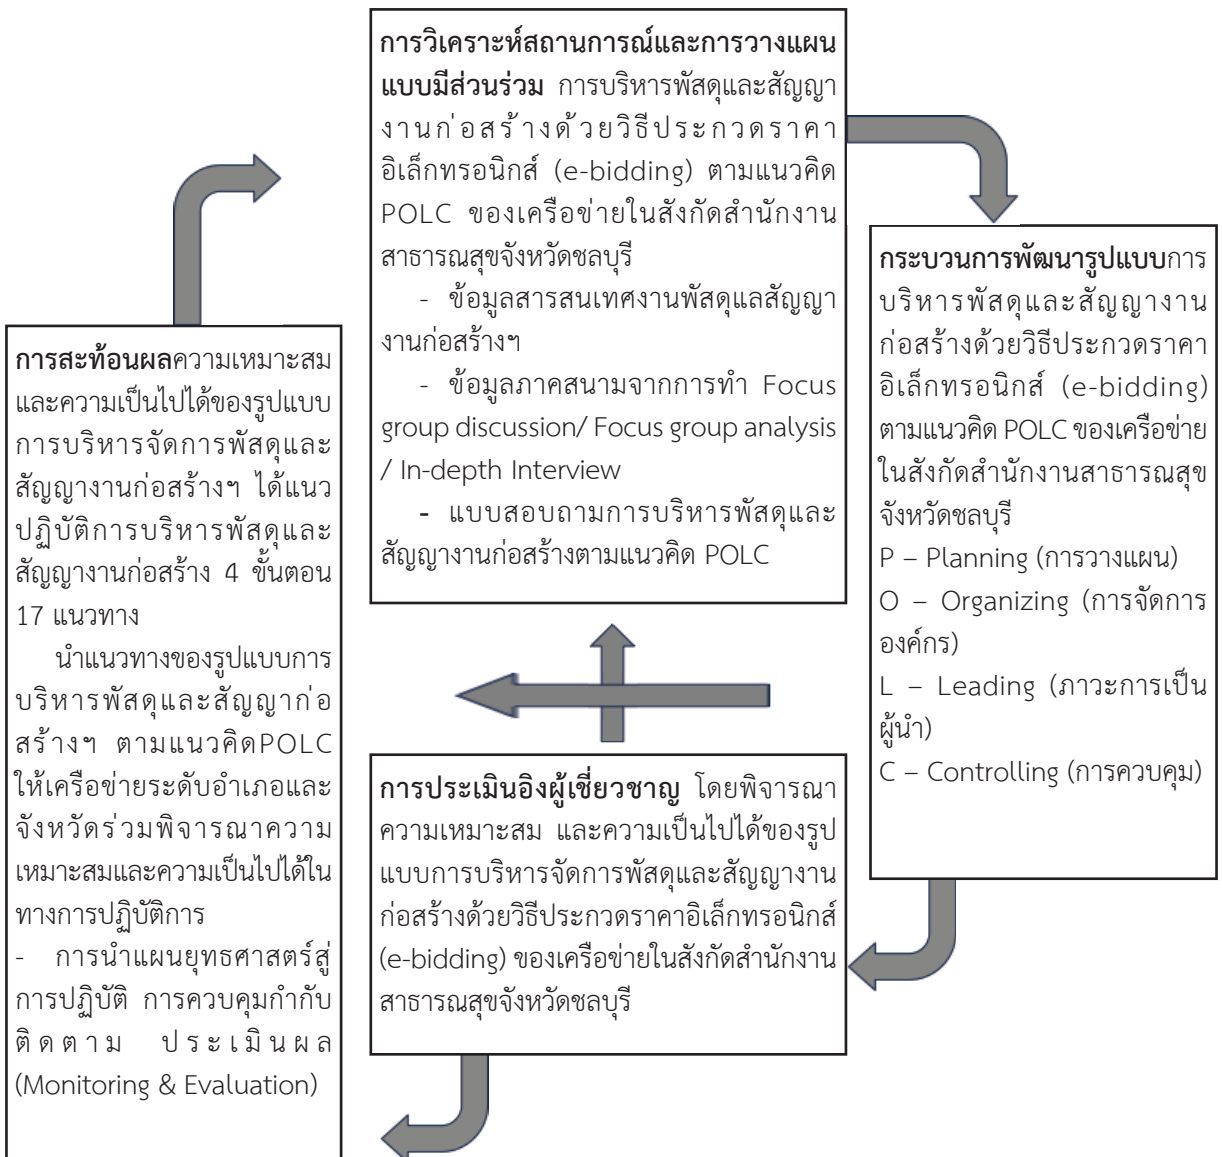 การวิเคราะห์สถานการณ์และการวางแผน
แบบมีส่วนร่วม การบริหารพัสดุและสัญญา
งานก่อสร้างด้วยวิธีประกวดราคา
อิเล็กทรอนิกส์ (e-bidding) ตามแนวคิด
POLC ของเครือข่ายในสังกัดสำนักงาน
สาธารณสุขจังหวัดชลบุรี
- ข้อมูลสารสนเทศงานพัสดุแลสัญญา
งานก่อสร้างฯ
- ข้อมูลภาคสนามจากการทำ Focus
group discussion/ Focus group analysis
/ In-depth Interview
- แบบสอบถามการบริหารพัสดุและ
สัญญางานก่อสร้างตามแนวคิด POLC
กระบวนการพัฒนารูปแบบการ
บริหารพัสดุและสัญญางาน
ก่อสร้างด้วยวิธีประกวดราคา
อิเล็กทรอนิกส์ (e-bidding)
ตามแนวคิด POLC ของเครือข่าย
ในสังกัดสำนักงานสาธารณสุข
จังหวัดชลบุรี
P – Planning (การวางแผน)
O – Organizing (การจัดการ
องค์กร)
L – Leading (ภาวะการเป็น
ผู้นำ)
C – Controlling (การควบคุม)
การประเมินอิงผู้เชี่ยวชาญ โดยพิจารณา
ความเหมาะสม และความเป็นไปได้ของรูป
แบบการบริหารจัดการพัสดุและสัญญางาน
ก่อสร้างด้วยวิธีประกวดราคาอิเล็กทรอนิกส์
(e-bidding) ของเครือข่ายในสังกัดสำนักงาน
สาธารณสุขจังหวัดชลบุรี
การสะท้อนผลความเหมาะสม
และความเป็นไปได้ของรูปแบบ
การบริหารจัดการพัสดุและ
สัญญางานก่อสร้างฯ ได้แนว
ปฏิบัติการบริหารพัสดุและ
สัญญางานก่อสร้าง 4 ขั้นตอน
17 แนวทาง
นำแนวทางของรูปแบบการ
บริหารพัสดุและสัญญาก่อ
สร้างฯ ตามแนวคิดPOLC
ให้เครือข่ายระดับอำเภอและ
จังหวัดร่วมพิจารณาความ
เหมาะสมและความเป็นไปได้ใน
ทางการปฏิบัติการ
- การนำแผนยุทธศาสตร์สู่
การปฏิบัติ การควบคุมกำกับ
ติดตาม ประเมินผล
(Monitoring & Evaluation)